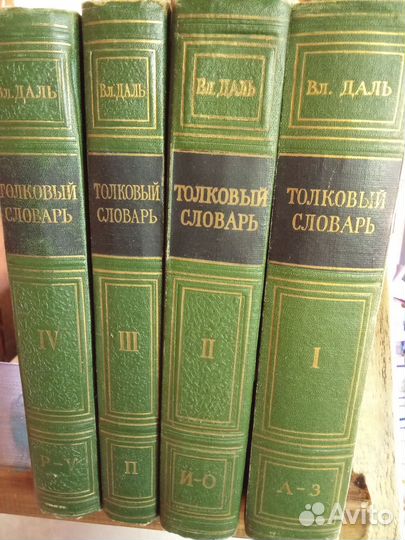 Вл. ДАЛЬ
ТОЛКОВЫЙ
СЛОВАРЬ
IV
Р-V
Вл. ДАЛЬ
ТОЛКОВЫЙ
СЛОВАРЬ
III
П
Вл. ДАЛЬ
ТОЛКОВЫЙ
СЛОВАРЬ
II
И-О
Вл. ДАЛЬ
ТОЛКОВЫЙ
СЛОВАРЬ
I
А-З
Avito